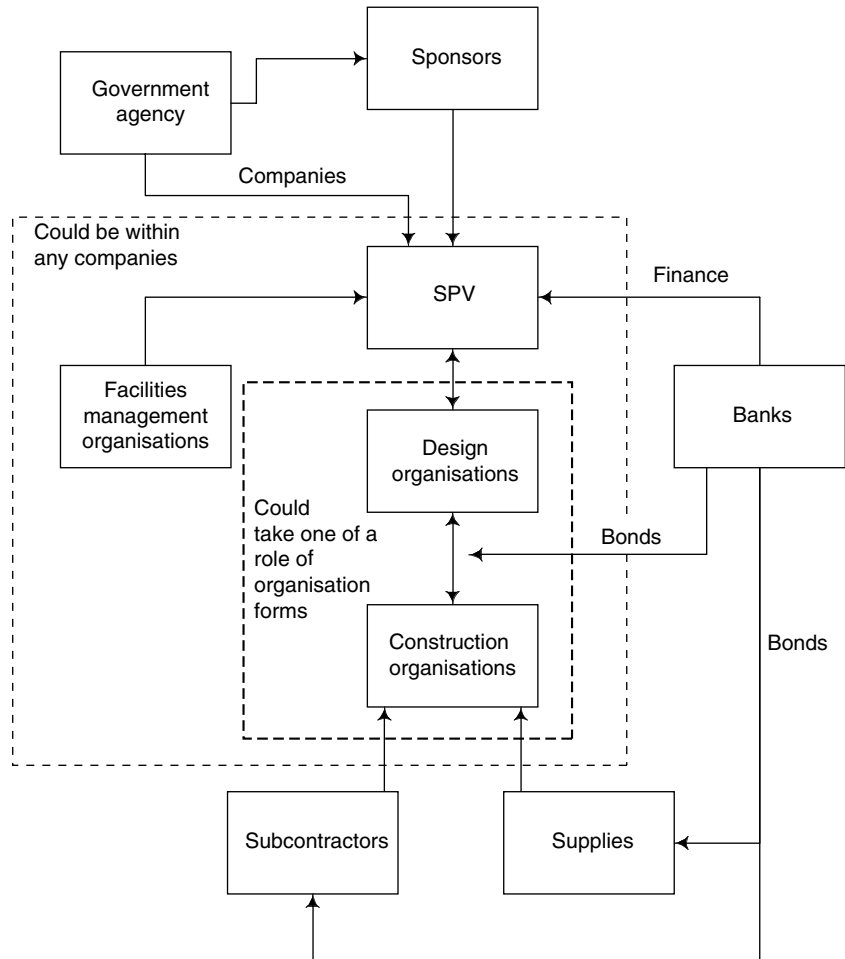 Sponsors
Government
agency
Companies
Could be within
any companies
SPV
Finance
Facilities
management
organisations
Design
organisations
Banks
Could
take one of a
role of
organisation
forms
Bonds
Construction
organisations
Bonds
Subcontractors
Supplies